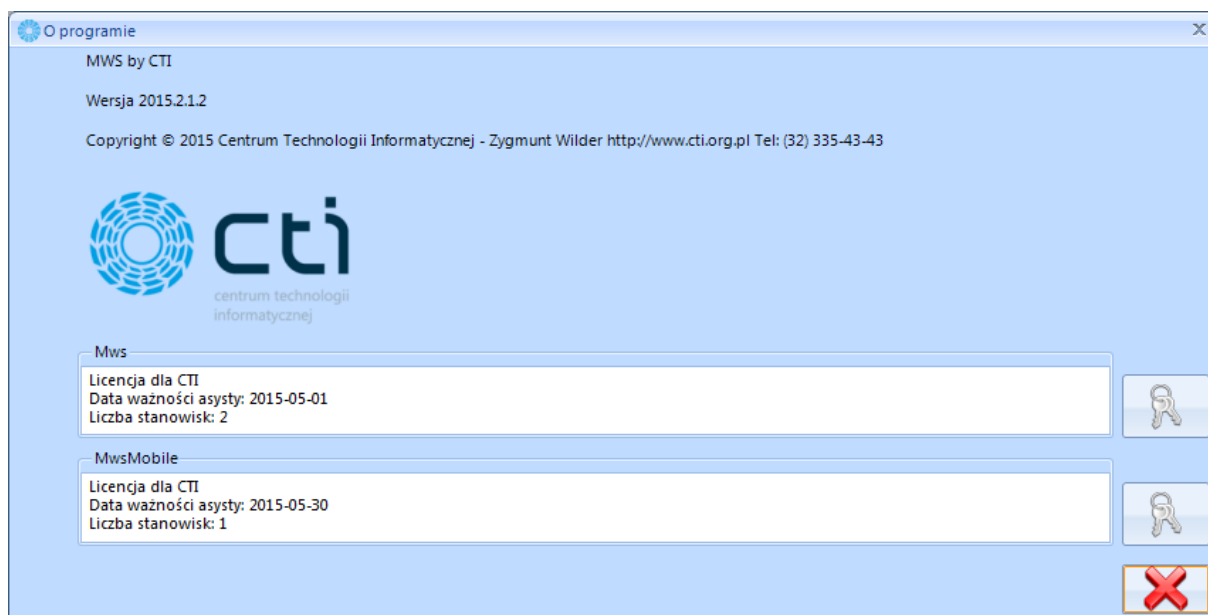 O programie
MWS by CTI
Wersja 2015.2.1.2
Copyright © 2015 Centrum Technologii Informatycznej - Zygmunt Wilder http://www.cti.org.pl Tel: (32) 335-43-43
cti
centrum technologii
informatycznej
Mws
Licencja dla CTI
Data ważności asysty: 2015-05-01
Liczba stanowisk: 2
MwsMobile
Licencja dla CTI
Data ważności asysty: 2015-05-30
Liczba stanowisk: 1